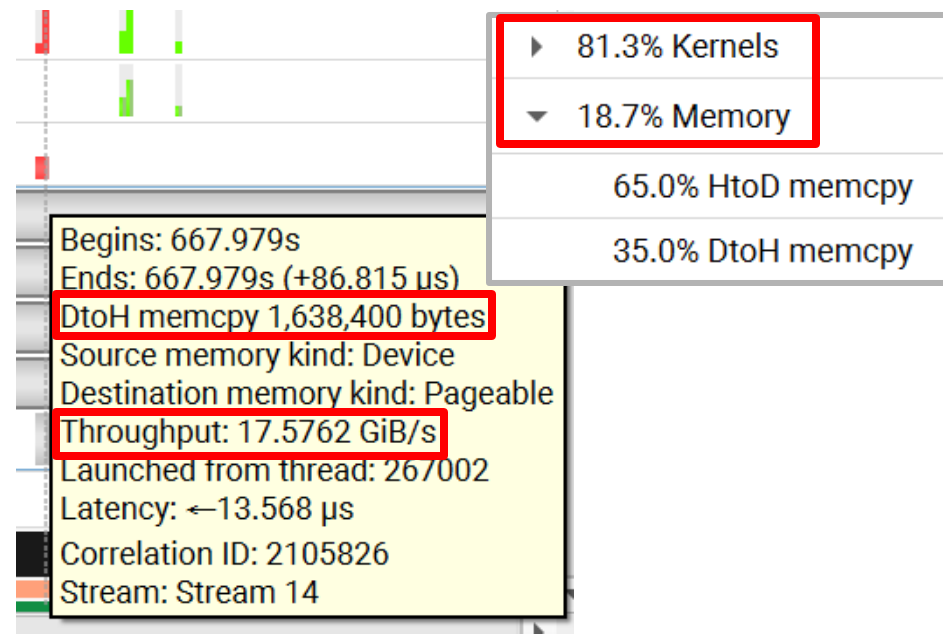 81.3% Kernels
18.7% Memory
65.0% HtoD memcpy
35.0% DtoH memcpy
Begins: 667.979s
Ends: 667.979s (+86.815 µs)
DtoH memcpy 1,638,400 bytes
Source memory kind: Device
Destination memory kind: Pageable
Throughput: 17.5762 GiB/s
Launched from thread: 267002
Latency: ←13.568 µs
Correlation ID: 2105826
Stream: Stream 14